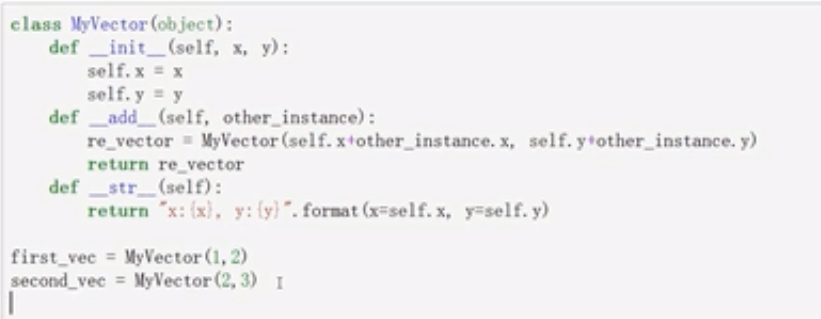 class MyVector(object):
    def __init__(self, x, y):
        self.x = x
        self.y = y
    def __add__(self, other_instance):
        re_vector = MyVector(self.x+other_instance.x, self.y+other_instance.y)
        return re_vector
    def __str__(self):
        return "x:{x}, y:{y}".format(x=self.x, y=self.y)

first_vec = MyVector(1,2)
second_vec = MyVector(2,3)